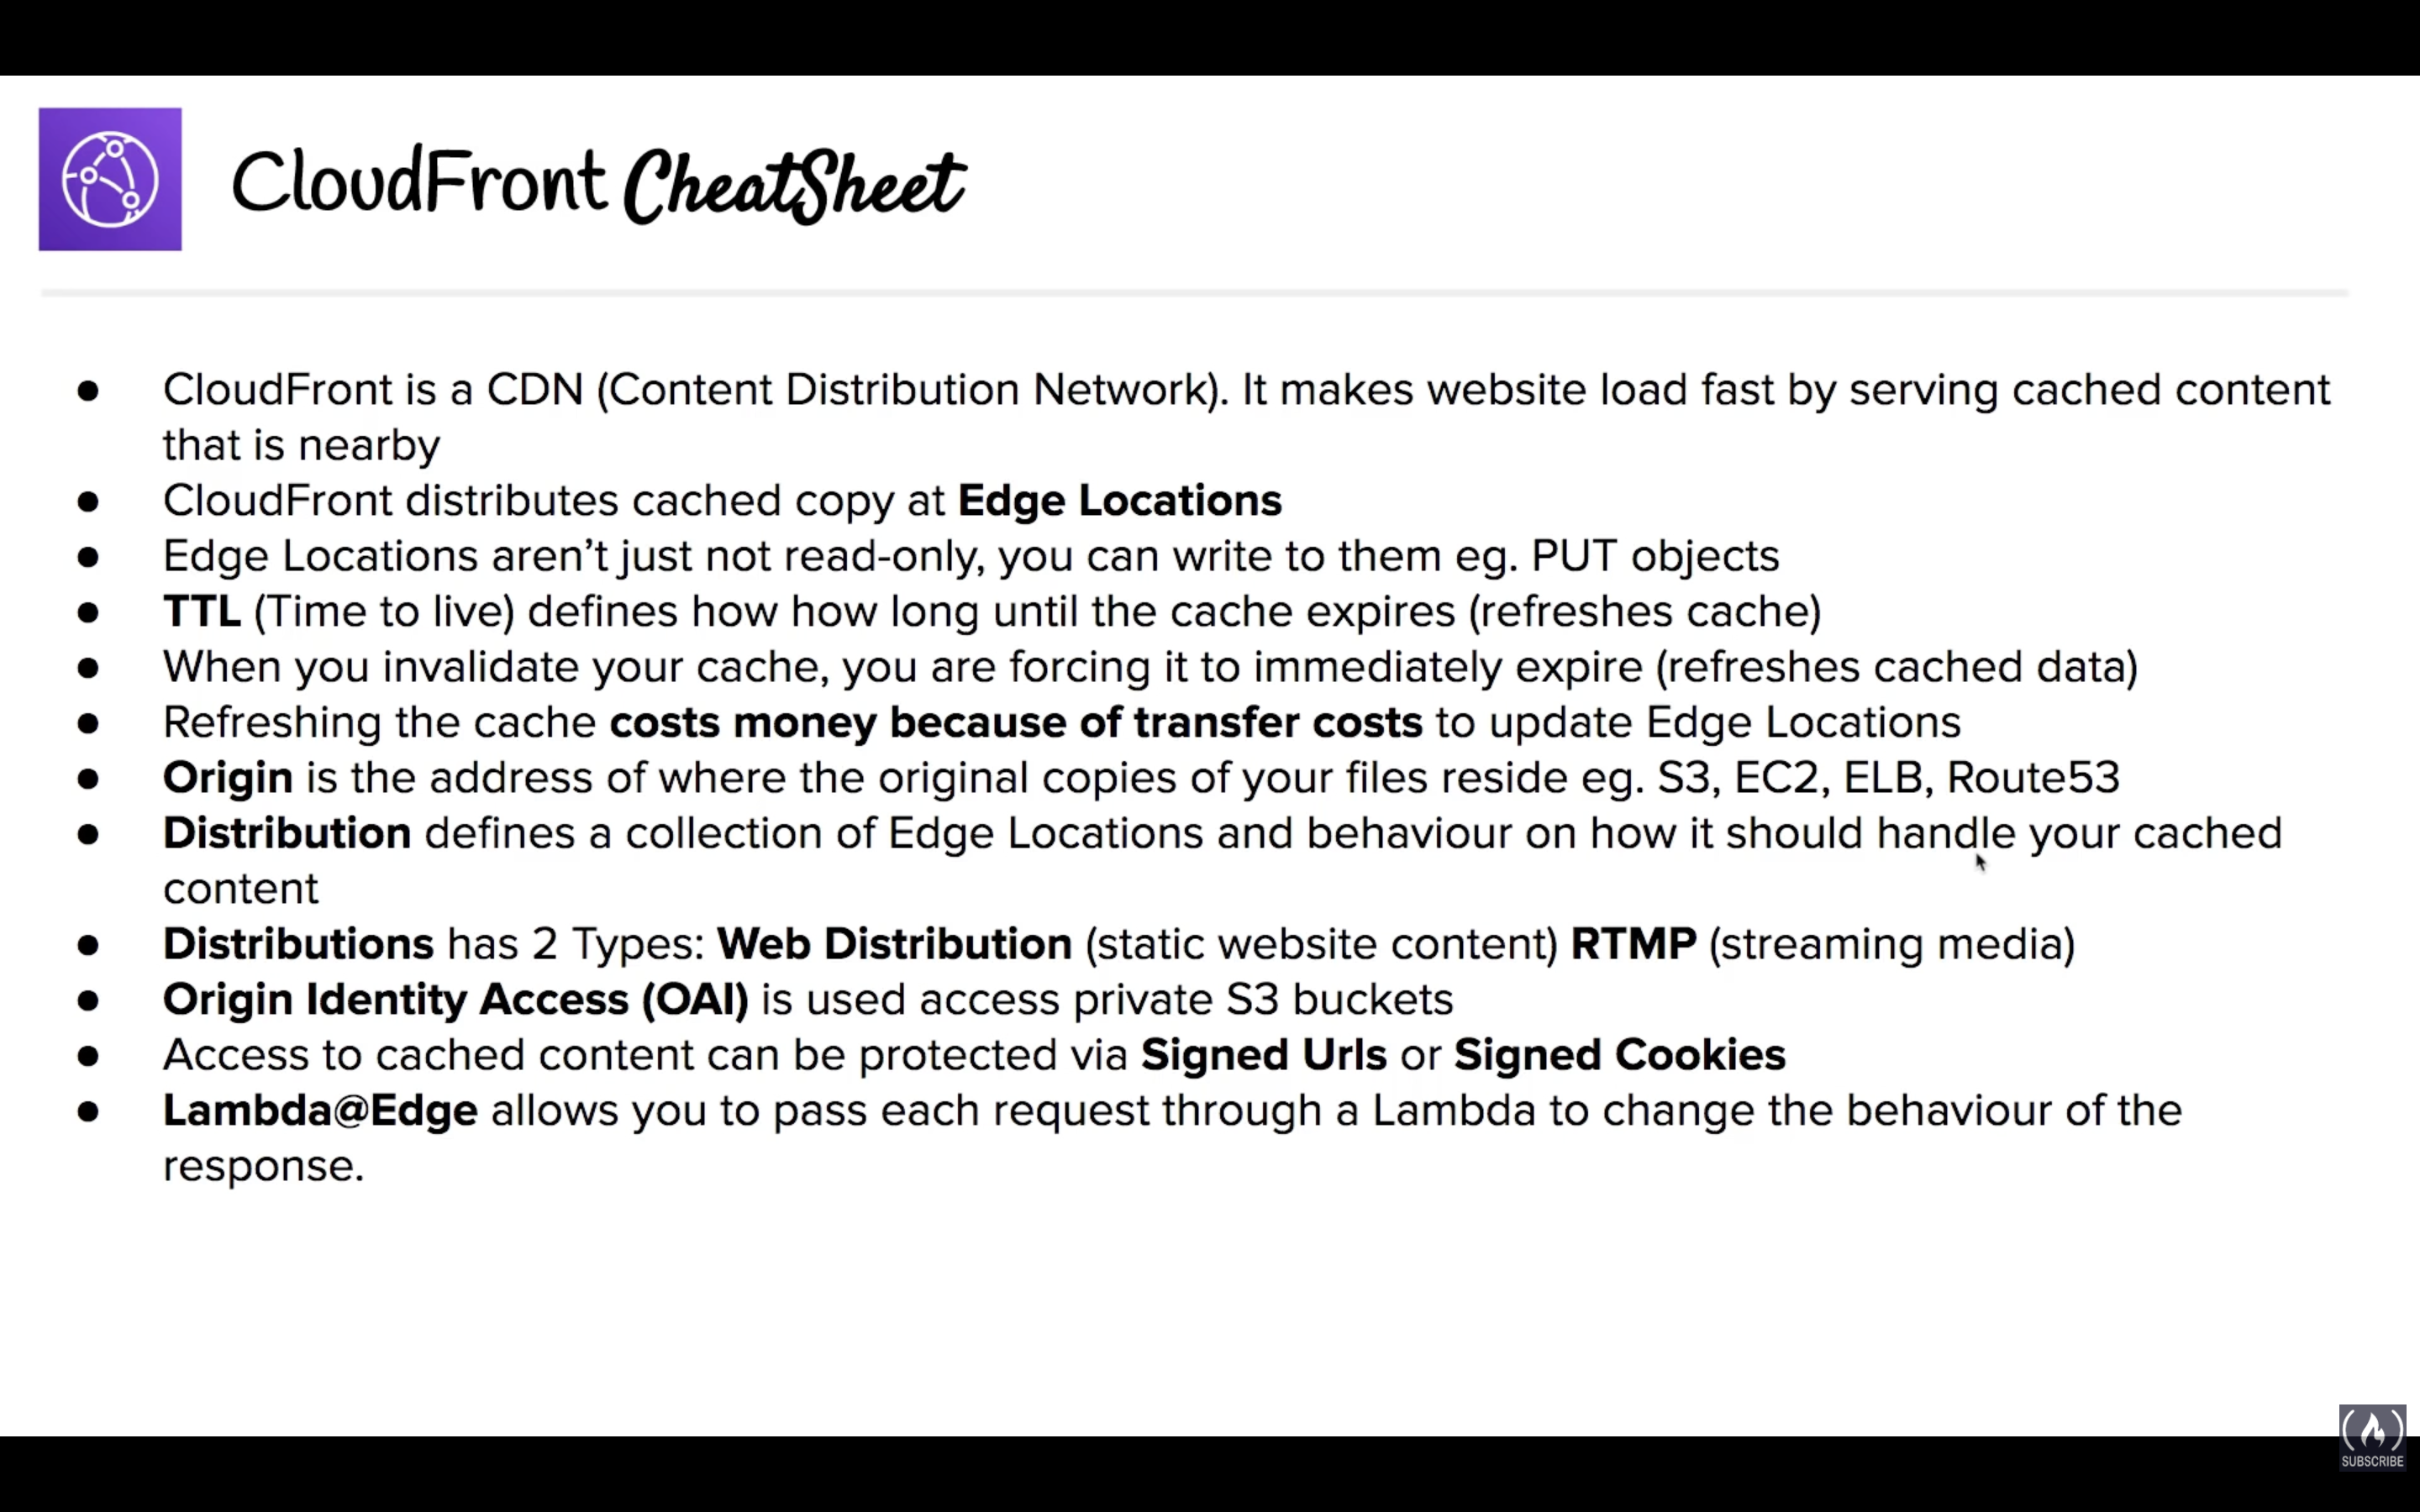 CloudFront CheatSheet
● CloudFront is a CDN (Content Distribution Network). It makes website load fast by serving cached content
that is nearby
● CloudFront distributes cached copy at Edge Locations
● Edge Locations aren’t just not read-only, you can write to them eg. PUT objects
● TTL (Time to live) defines how how long until the cache expires (refreshes cache)
● When you invalidate your cache, you are forcing it to immediately expire (refreshes cached data)
● Refreshing the cache costs money because of transfer costs to update Edge Locations
● Origin is the address of where the original copies of your files reside eg. S3, EC2, ELB, Route53
● Distribution defines a collection of Edge Locations and behaviour on how it should handle your cached
content
● Distributions has 2 Types: Web Distribution (static website content) RTMP (streaming media)
● Origin Identity Access (OAI) is used access private S3 buckets
● Access to cached content can be protected via Signed Urls or Signed Cookies
● Lambda@Edge allows you to pass each request through a Lambda to change the behaviour of the
response.
SUBSCRIBE